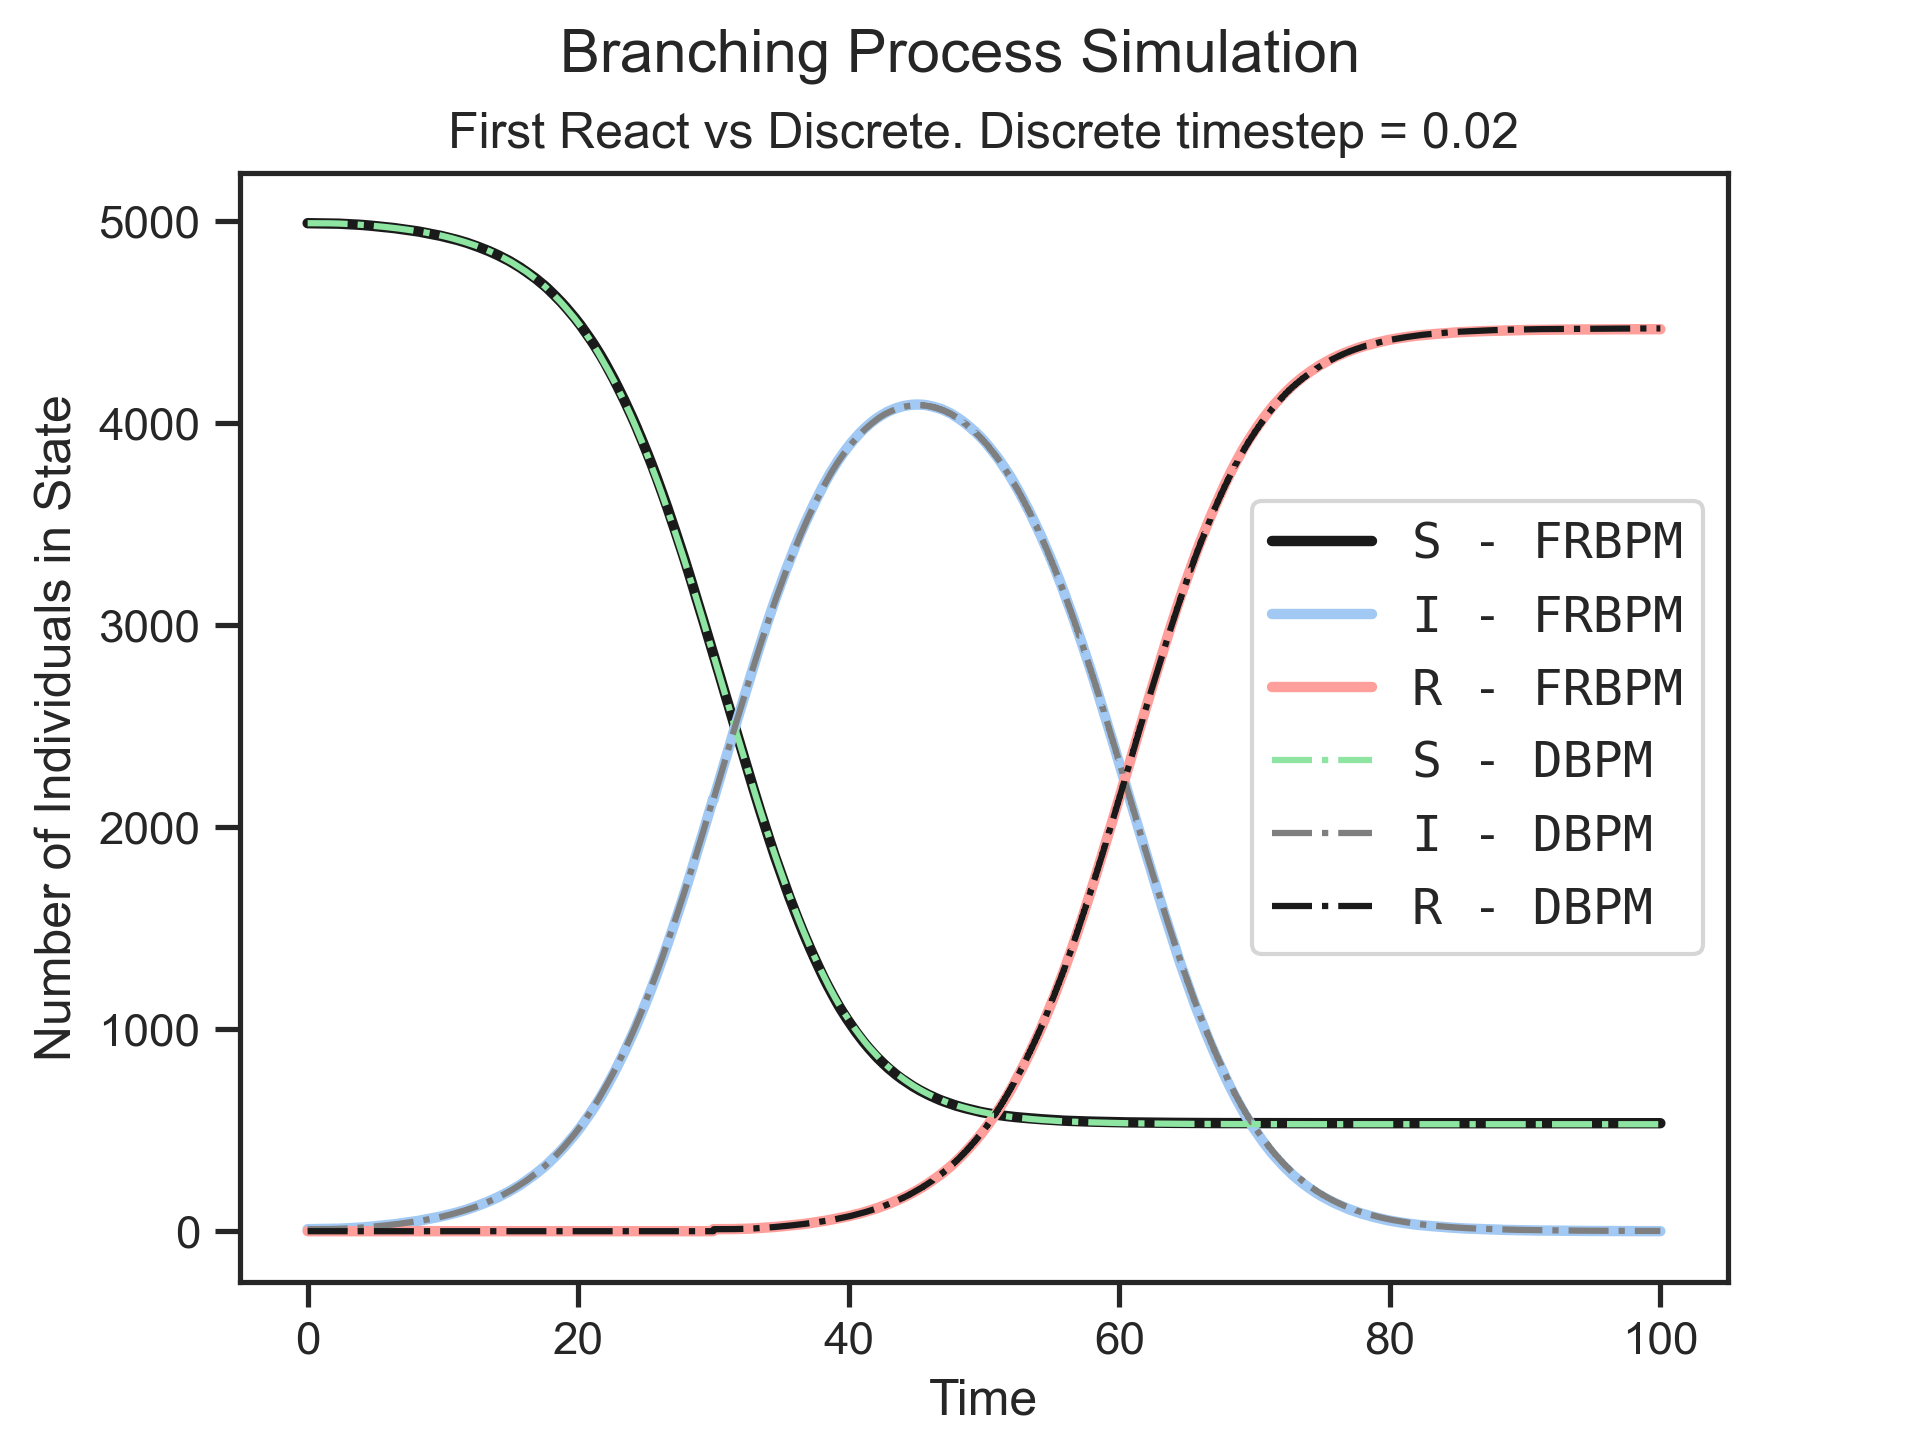 Branching Process Simulation
First React vs Discrete. Discrete timestep = 0.02
Number of Individuals in State
5000
4000
3000
2000
1000
0
S - FRBPM
I - FRBPM
R - FRBPM
S - DBPM
I - DBPM
R - DBPM
0 20 40 60 80 100
Time